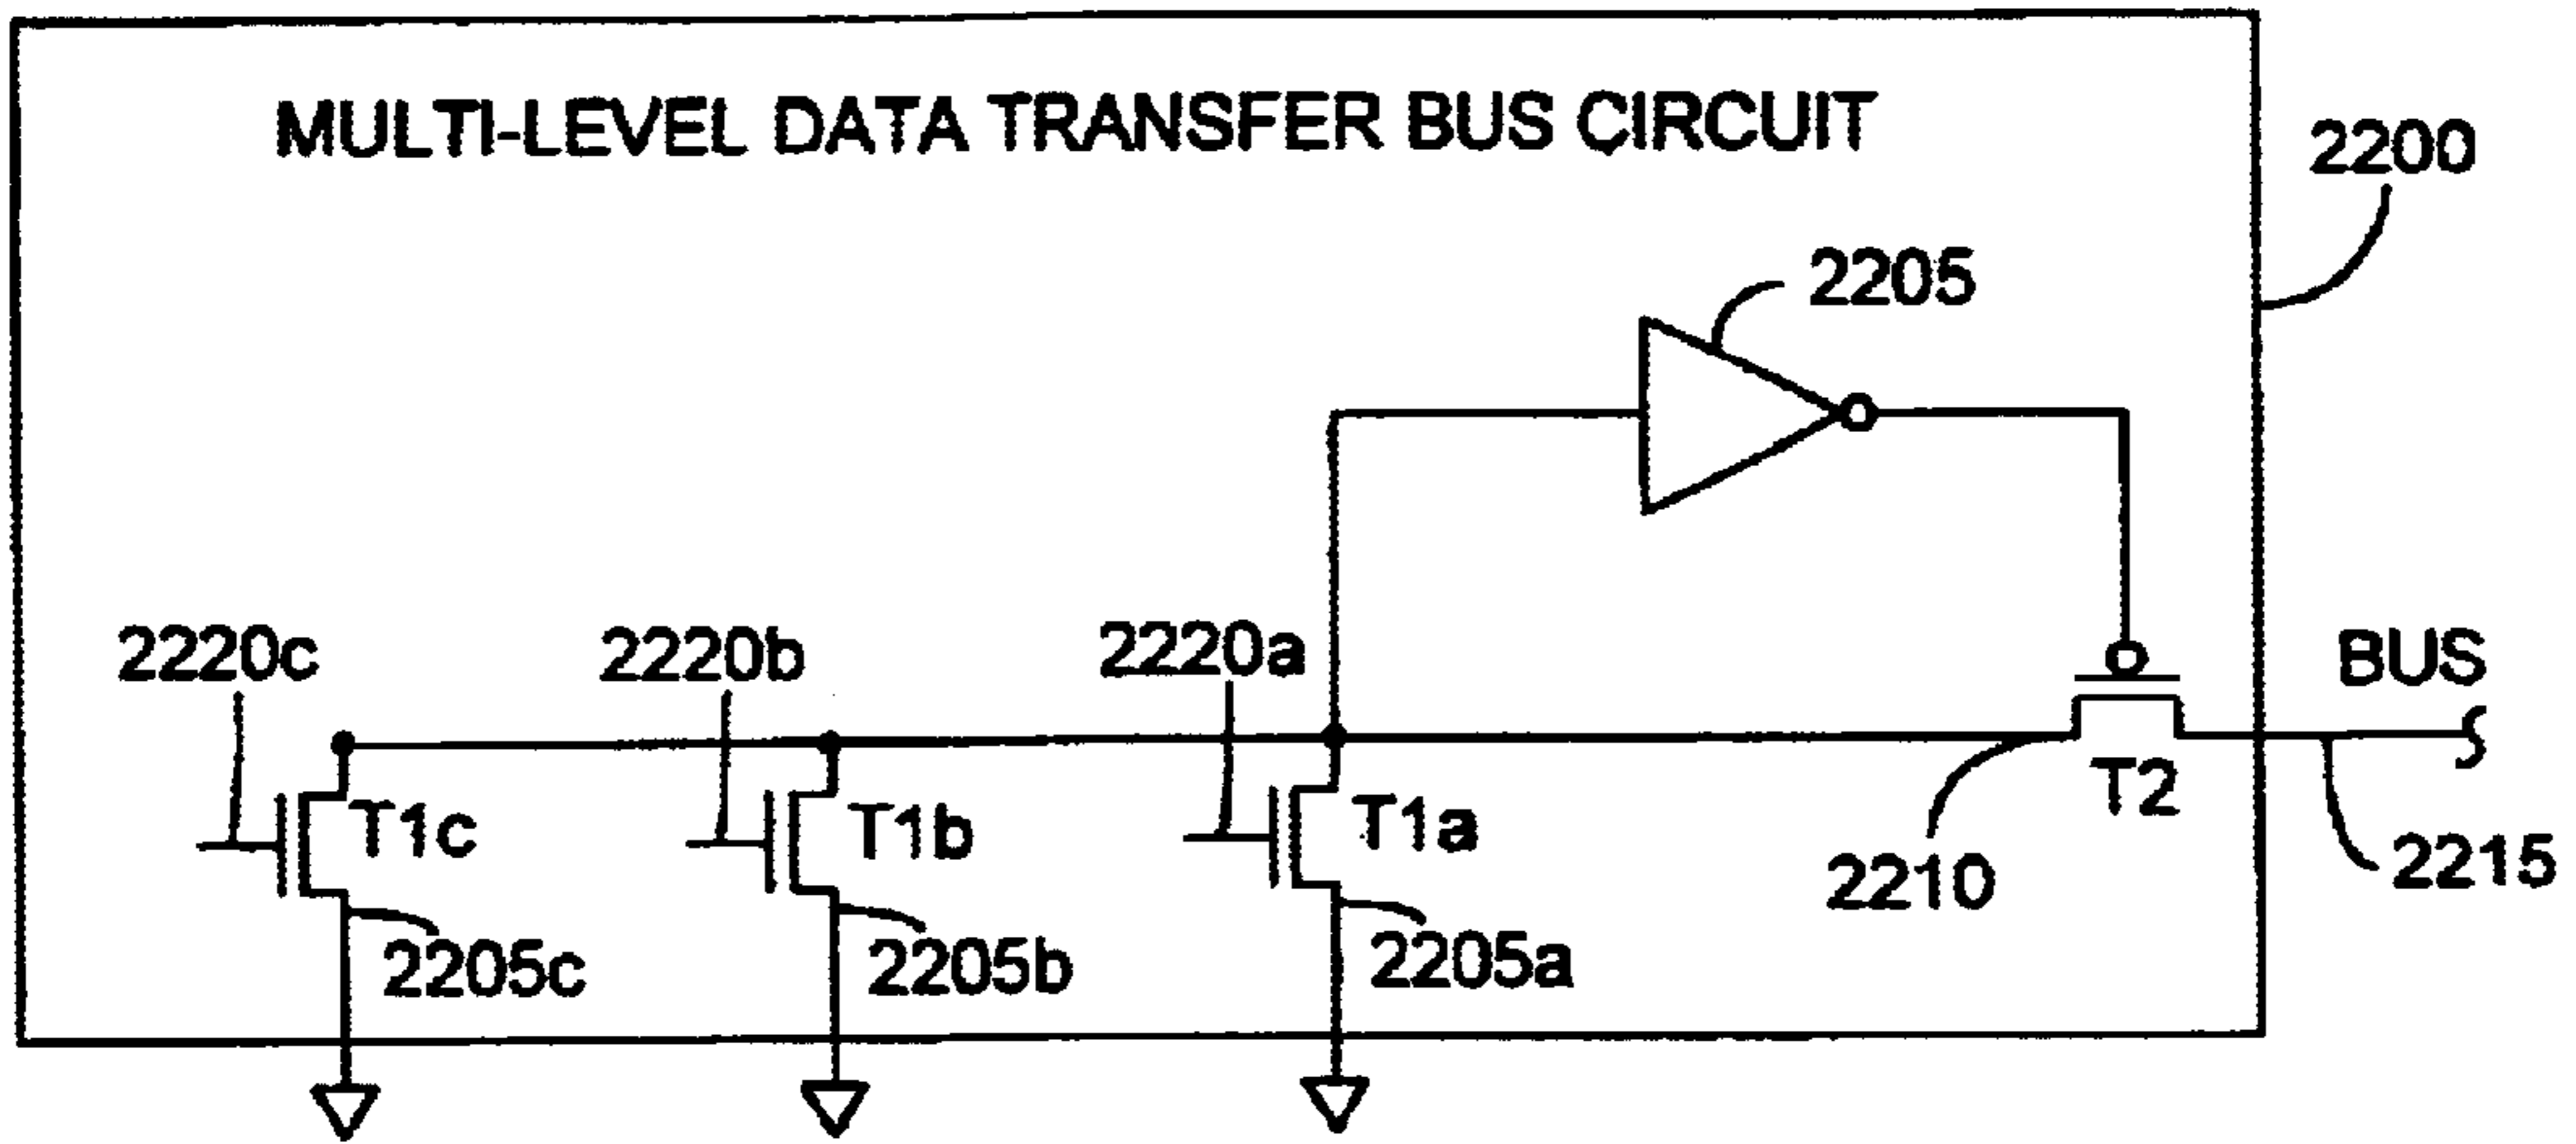 MULTI-LEVEL DATA TRANSFER BUS CIRCUIT
2200
2205
2220c
2220b
2220a
BUS
T1c
T1b
T1a
T2
2210
2215
2205c
2205b
2205a